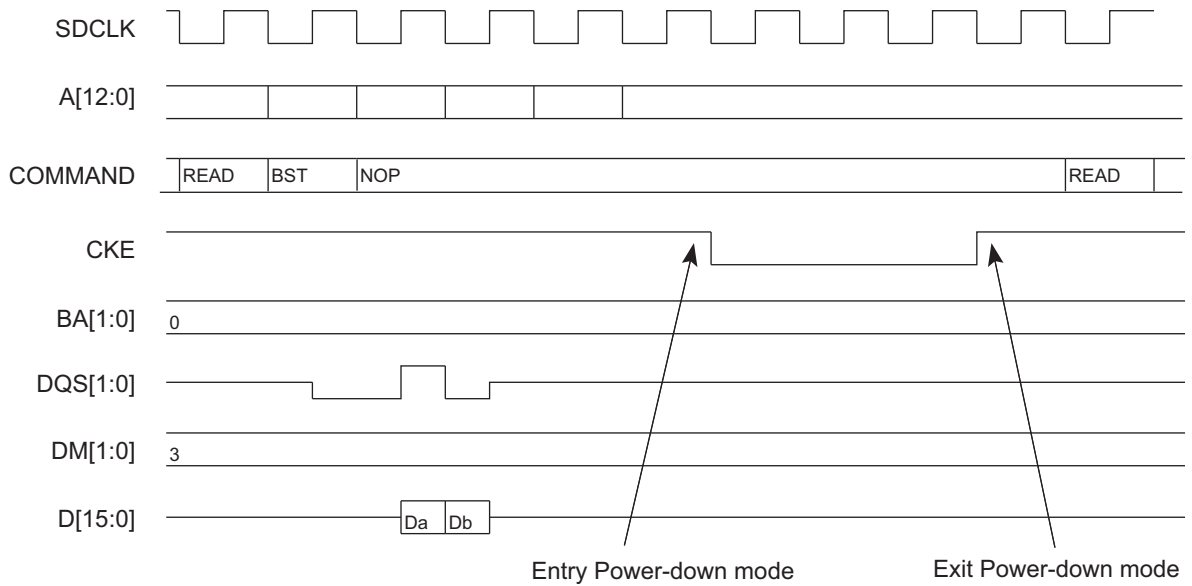 SDCLK
A[12:0]
COMMAND READ BST NOP READ
CKE
BA[1:0] 0
DQS[1:0]
DM[1:0] 3
D[15:0] Da Db
Entry Power-down mode Exit Power-down mode